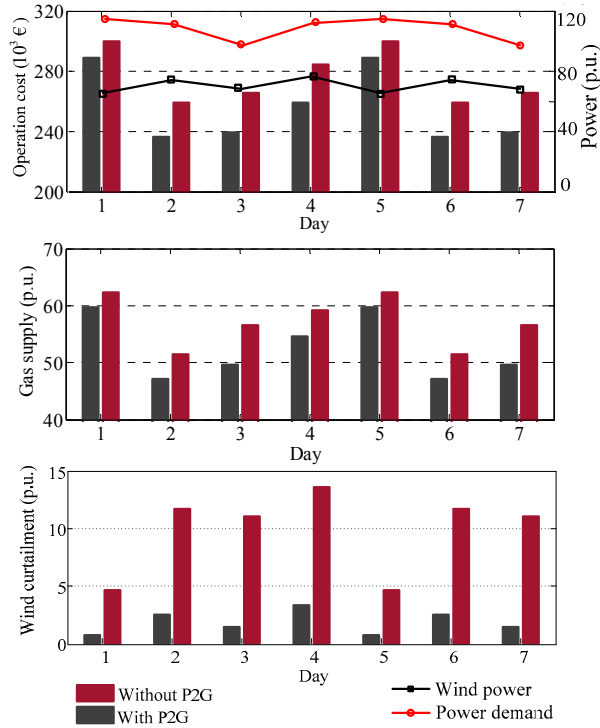 Operation cost (10³ €)
320
280
240
200
120
80
40
0
Power (p.u.)
1 2 3 4 5 6 7
Day
Gas supply (p.u.)
70
60
50
40
1 2 3 4 5 6 7
Day
Wind curtailment (p.u.)
15
10
5
0
1 2 3 4 5 6 7
Day
Without P2G
With P2G
Wind power
Power demand